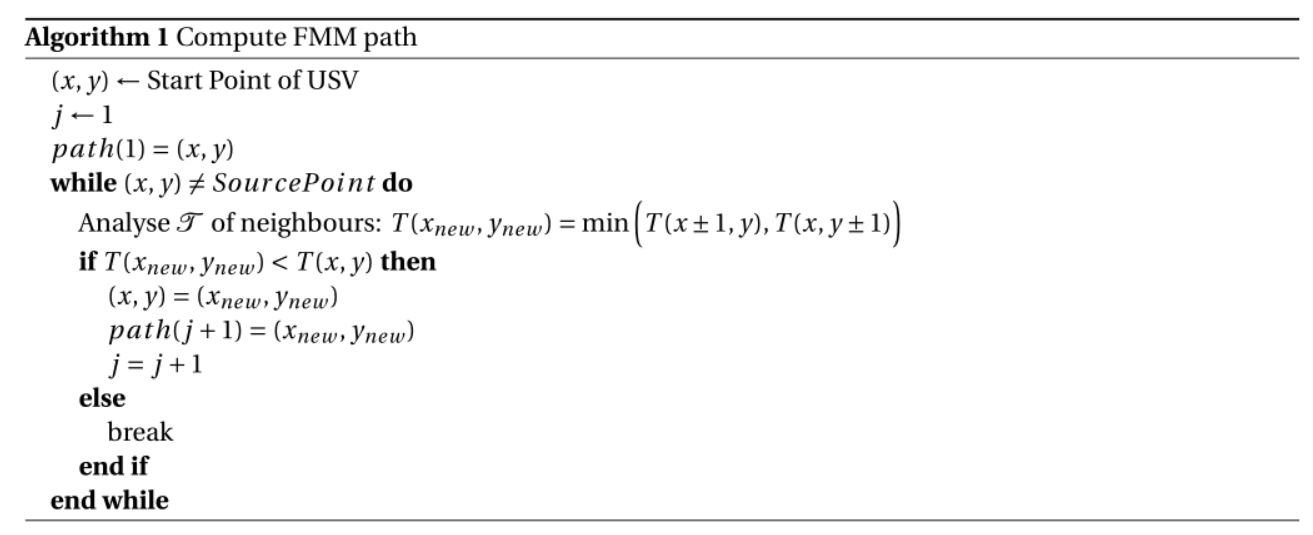 Algorithm 1 Compute FMM path
(x, y) ← Start Point of USV
j ← 1
path(1) = (x, y)
while (x, y) ≠ SourcePoint do
Analyse 𝒯 of neighbours: T(x_new, y_new) = min(T(x ± 1, y), T(x, y ± 1))
if T(x_new, y_new) < T(x, y) then
(x, y) = (x_new, y_new)
path(j + 1) = (x_new, y_new)
j = j + 1
else
break
end if
end while